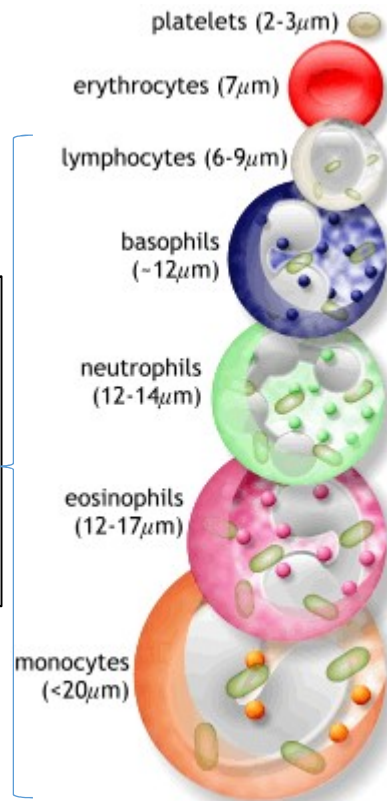 platelets (2-3μm)
erythrocytes (7μm)
lymphocytes (6-9μm)
basophils
(~12μm)
neutrophils
(12-14μm)
eosinophils
(12-17μm)
monocytes
(<20μm)